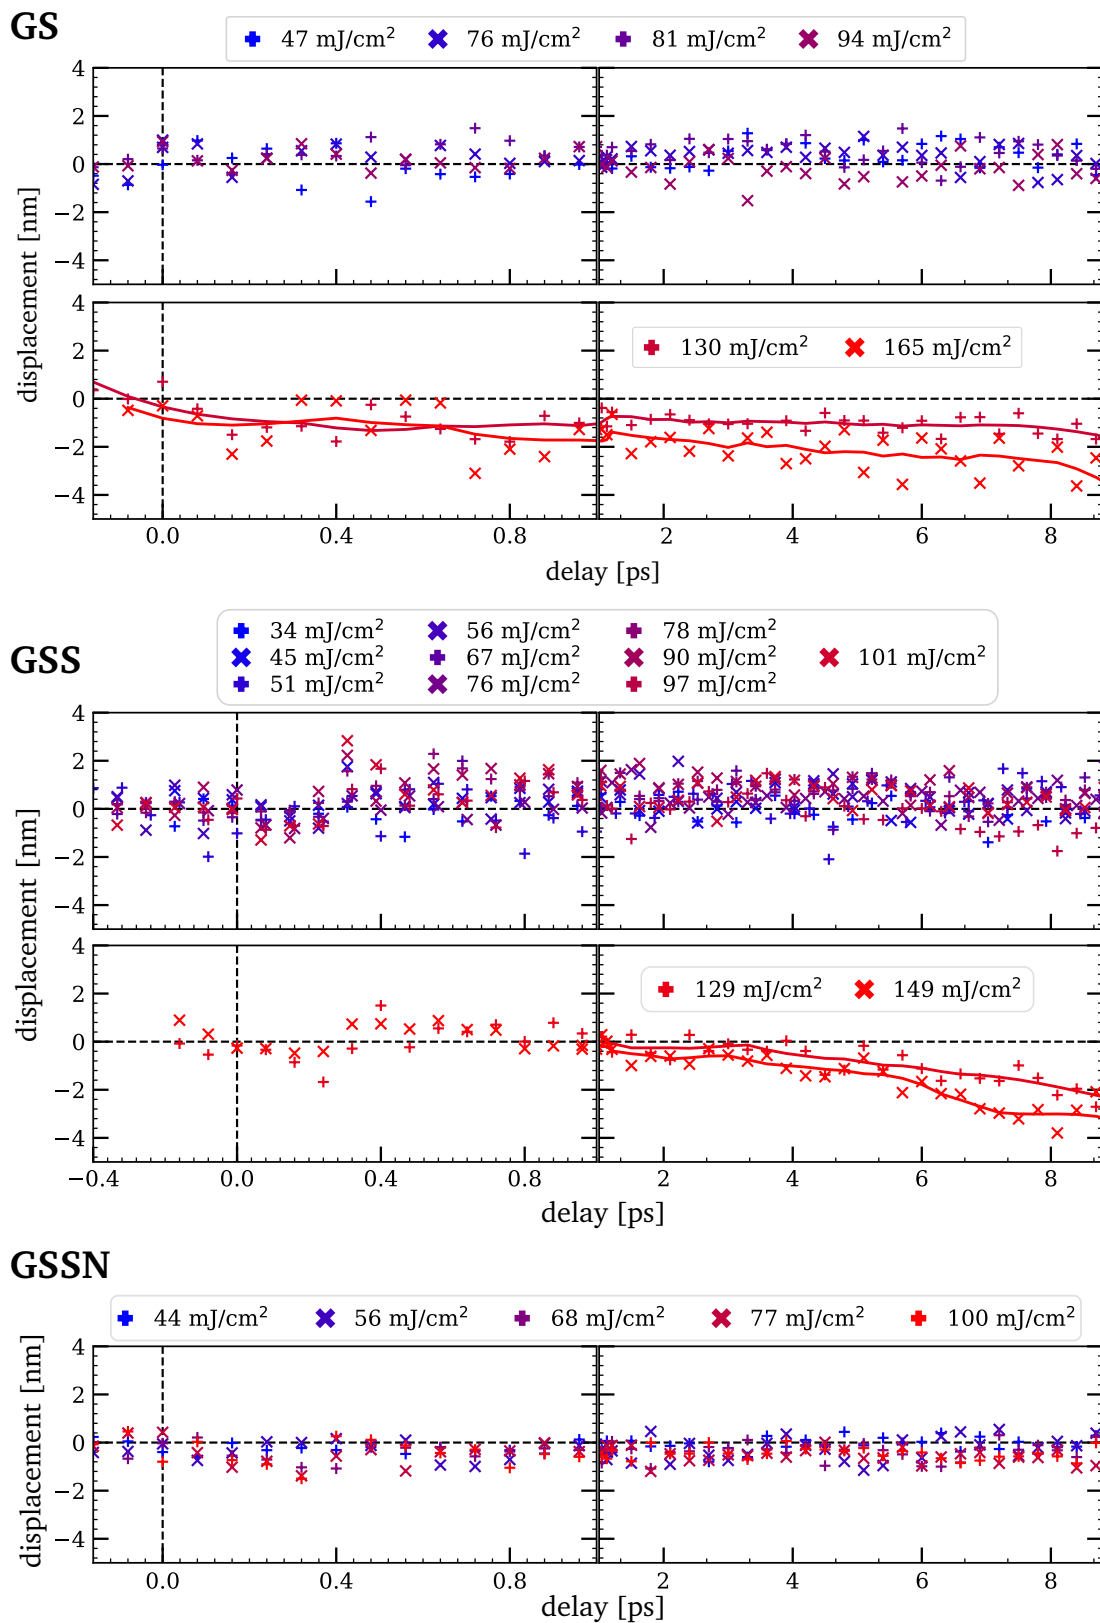 GS
47 mJ/cm² 76 mJ/cm² 81 mJ/cm² 94 mJ/cm²
4
2
0
−2
−4
displacement [nm]
4
2
0
−2
−4
130 mJ/cm² 165 mJ/cm²
0.0 0.4 0.8 2 4 6 8
delay [ps]
GSS
34 mJ/cm² 56 mJ/cm² 78 mJ/cm²
45 mJ/cm² 67 mJ/cm² 90 mJ/cm² 101 mJ/cm²
51 mJ/cm² 76 mJ/cm² 97 mJ/cm²
4
2
0
−2
−4
displacement [nm]
4
2
0
−2
−4
129 mJ/cm² 149 mJ/cm²
−0.4 0.0 0.4 0.8 2 4 6 8
delay [ps]
GSSN
44 mJ/cm² 56 mJ/cm² 68 mJ/cm² 77 mJ/cm² 100 mJ/cm²
displacement [nm]
4
2
0
−2
−4
0.0 0.4 0.8 2 4 6 8
delay [ps]